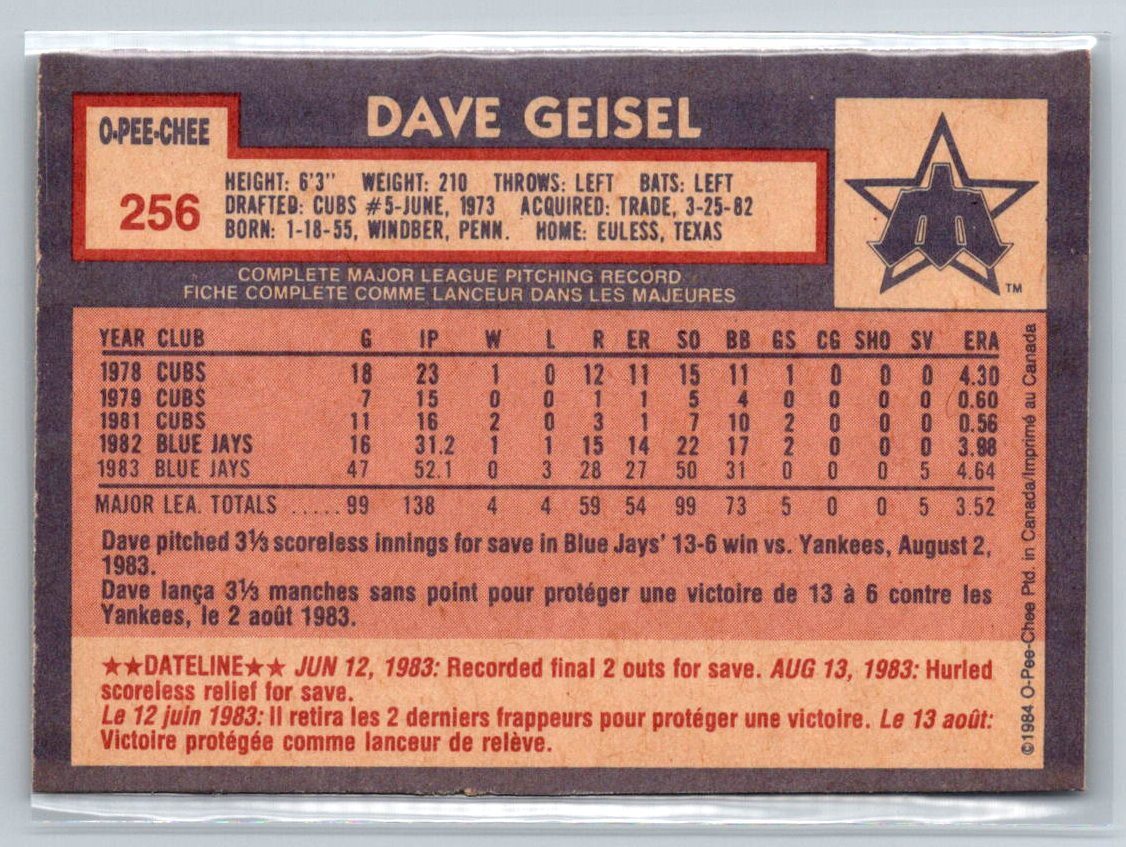 O-PEE-CHEE
256
DAVE GEISEL
HEIGHT: 6'3" WEIGHT: 210 THROWS: LEFT BATS: LEFT
DRAFTED: CUBS #5-JUNE, 1973 ACQUIRED: TRADE, 3-25-82
BORN: 1-18-55, WINDBER, PENN. HOME: EULESS, TEXAS
TM
COMPLETE MAJOR LEAGUE PITCHING RECORD
FICHE COMPLETE COMME LANCEUR DANS LES MAJEURES
YEAR CLUB G IP W L R ER SO BB GS CG SHO SV ERA
1978 CUBS 18 23 1 0 12 11 15 11 1 0 0 0 4.30
1979 CUBS 7 15 0 0 1 1 5 4 0 0 0 0 0.60
1981 CUBS 11 16 2 0 3 1 7 10 2 0 0 0 0.56
1982 BLUE JAYS 16 31.2 1 1 15 14 22 17 2 0 0 0 3.98
1983 BLUE JAYS 47 52.1 0 3 28 27 50 31 0 0 0 5 4.64
MAJOR LEA. TOTALS ..... 99 138 4 4 59 54 99 73 5 0 0 5 3.52
Dave pitched 3⅓ scoreless innings for save in Blue Jays' 13-6 win vs. Yankees, August 2,
1983.
Dave lança 3⅓ manches sans point pour protéger une victoire de 13 à 6 contre les
Yankees, le 2 août 1983.
★★DATELINE★★ JUN 12, 1983: Recorded final 2 outs for save. AUG 13, 1983: Hurled
scoreless relief for save.
Le 12 juin 1983: Il retira les 2 derniers frappeurs pour protéger une victoire. Le 13 août:
Victoire protégée comme lanceur de relève.
©1984 O-Pee-Chee Ptd. in Canada/Imprimé au Canada